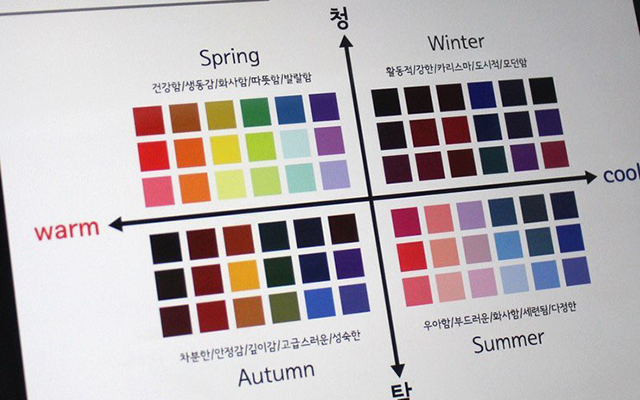 청
Spring
건강함/생동감/화사함/따뜻함/발랄함
Winter
활동적/강한/카리스마/도시적/모던함
warm
cool
차분한/안정감/깊이감/고급스러운/성숙한
Autumn
우아함/부드러운/화사함/세련됨/다정한
Summer
탁